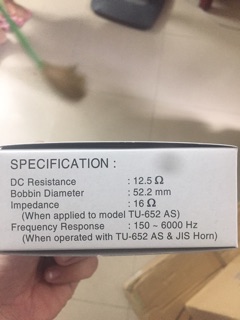 SPECIFICATION :
DC Resistance : 12.5 Ω
Bobbin Diameter : 52.2 mm
Impedance : 16 Ω
(When applied to model TU-652 AS)
Frequency Response : 150 ~ 6000 Hz
(When operated with TU-652 AS & JIS Horn)